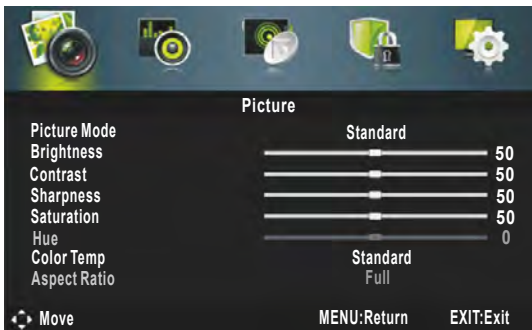 Picture
Picture Mode Standard
Brightness 50
Contrast 50
Sharpness 50
Saturation 50
Hue 0
Color Temp Standard
Aspect Ratio Full
Move MENU:Return EXIT:Exit